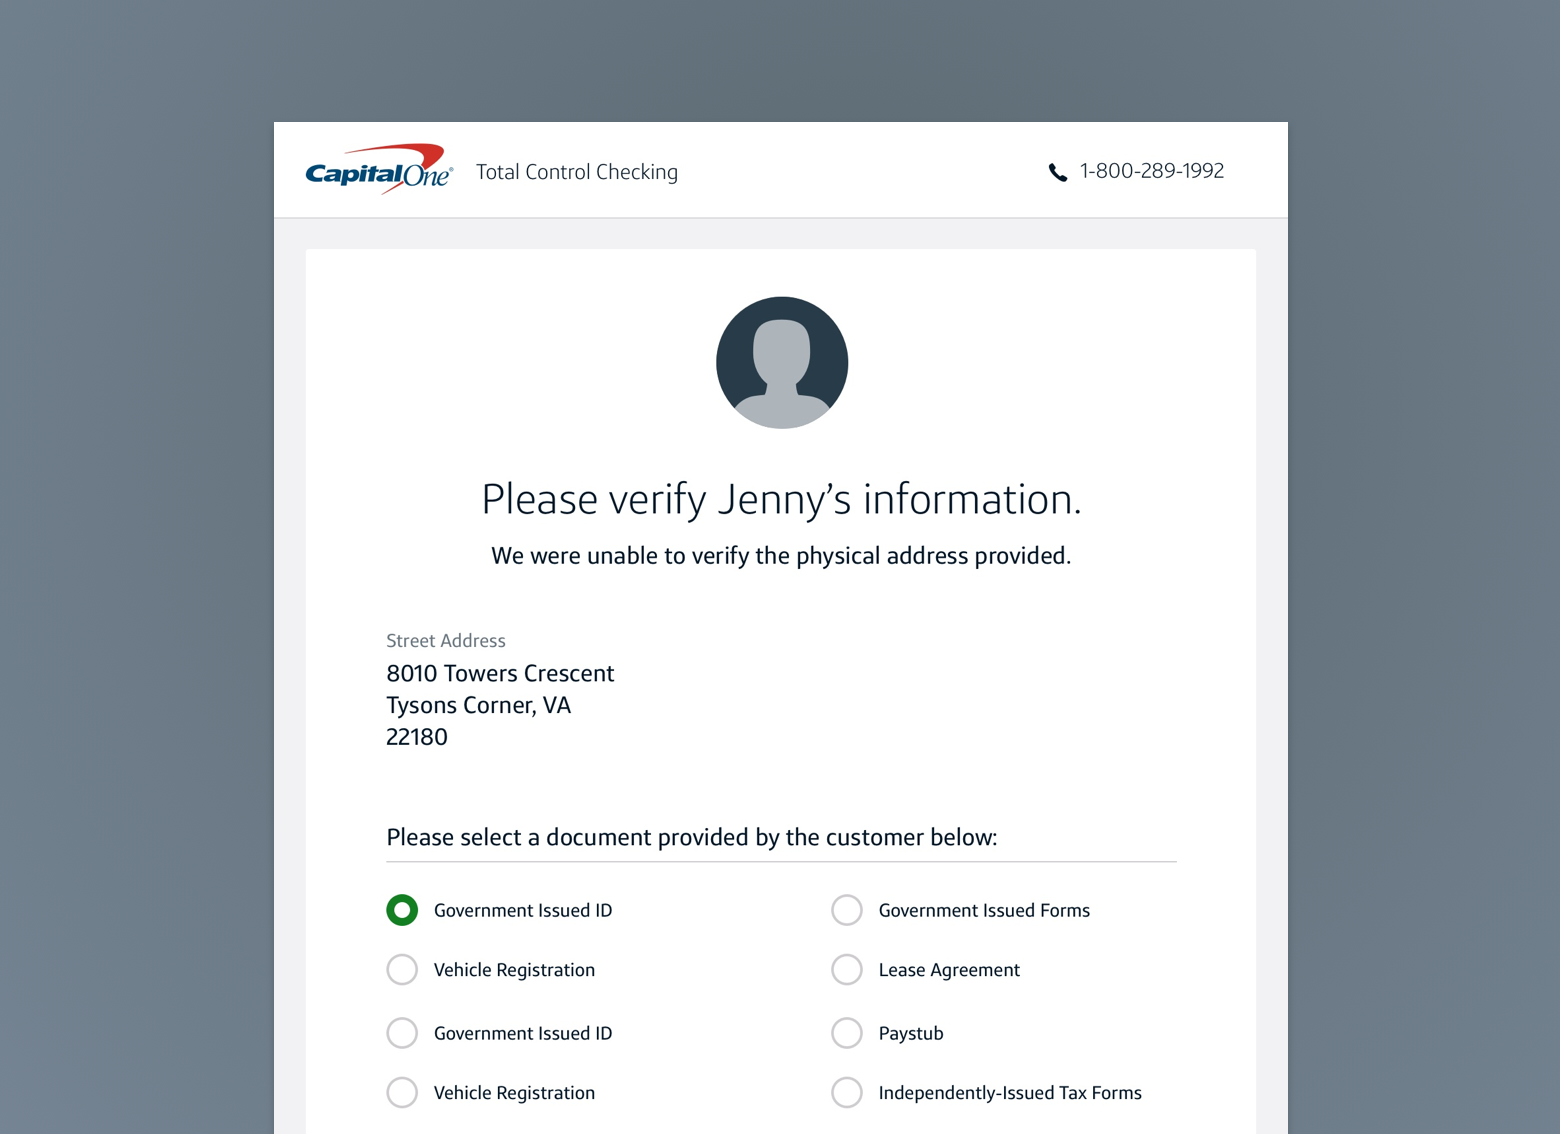 CapitalOne® Total Control Checking 1-800-289-1992
Please verify Jenny’s information.
We were unable to verify the physical address provided.
Street Address
8010 Towers Crescent
Tysons Corner, VA
22180
Please select a document provided by the customer below:
Government Issued ID Government Issued Forms
Vehicle Registration Lease Agreement
Government Issued ID Paystub
Vehicle Registration Independently-Issued Tax Forms